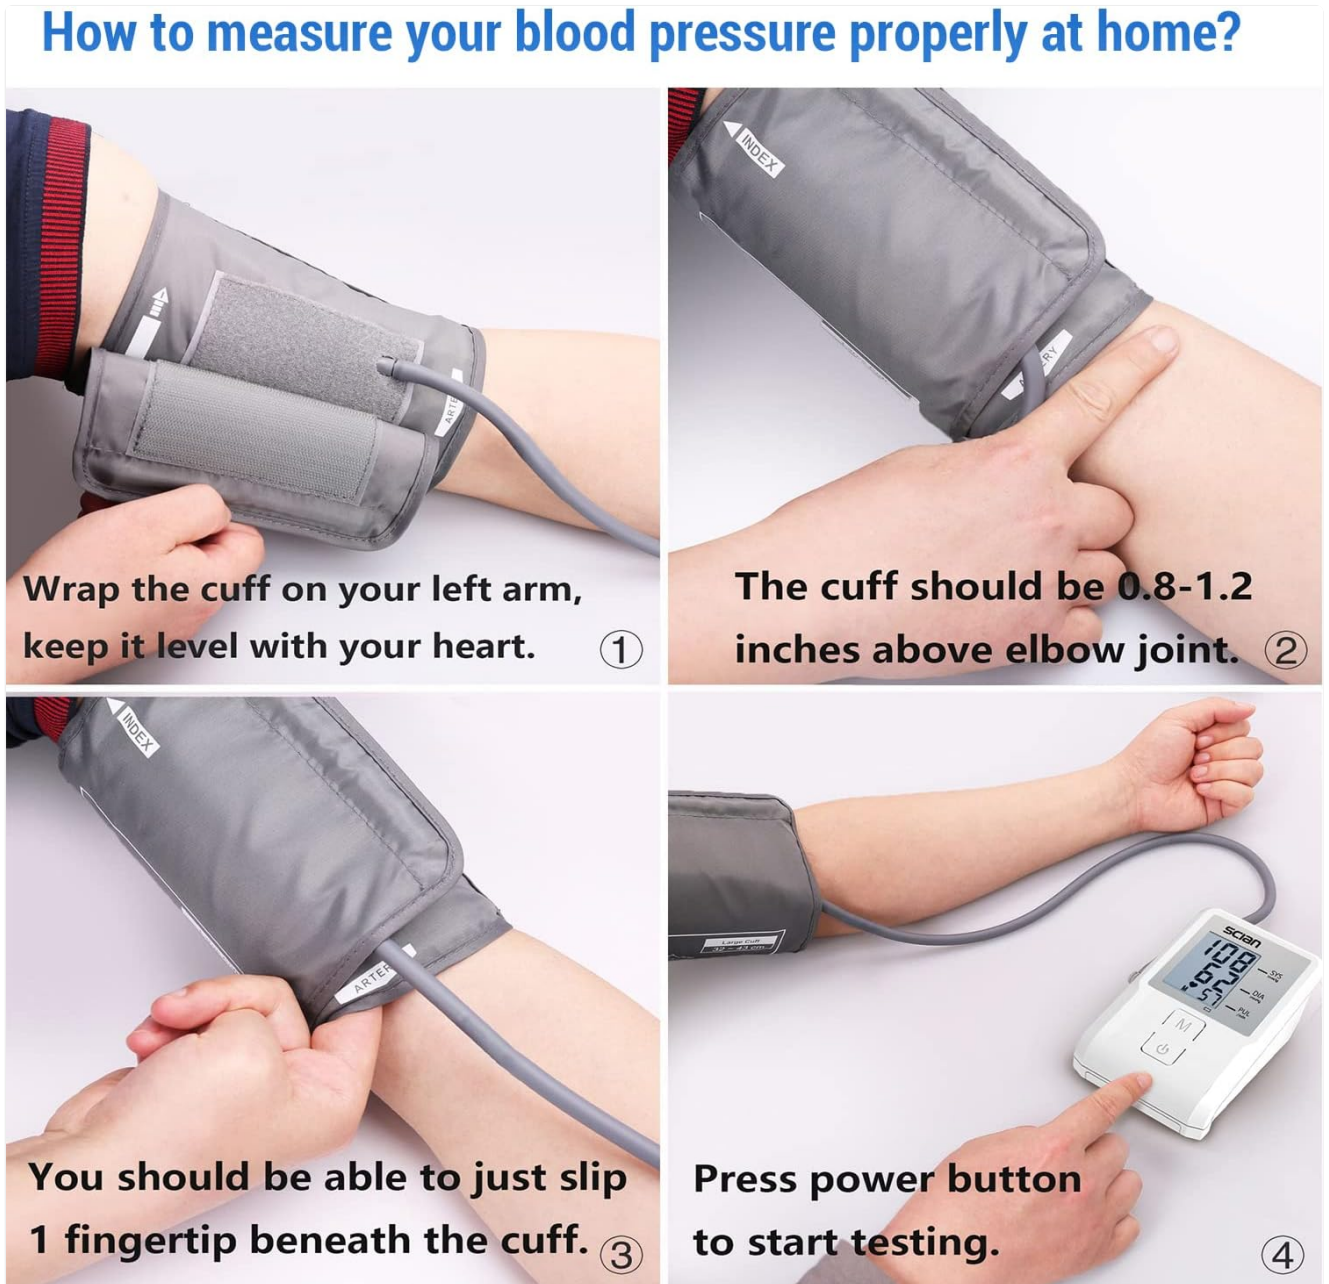 How to measure your blood pressure properly at home?
Wrap the cuff on your left arm,
keep it level with your heart.
1
INDEX
The cuff should be 0.8-1.2
inches above elbow joint.
2
INDEX
You should be able to just slip
1 fingertip beneath the cuff.
3
Large Cuff
scian
108
62
57
SYS
DIA
PUL
M
Press power button
to start testing.
4